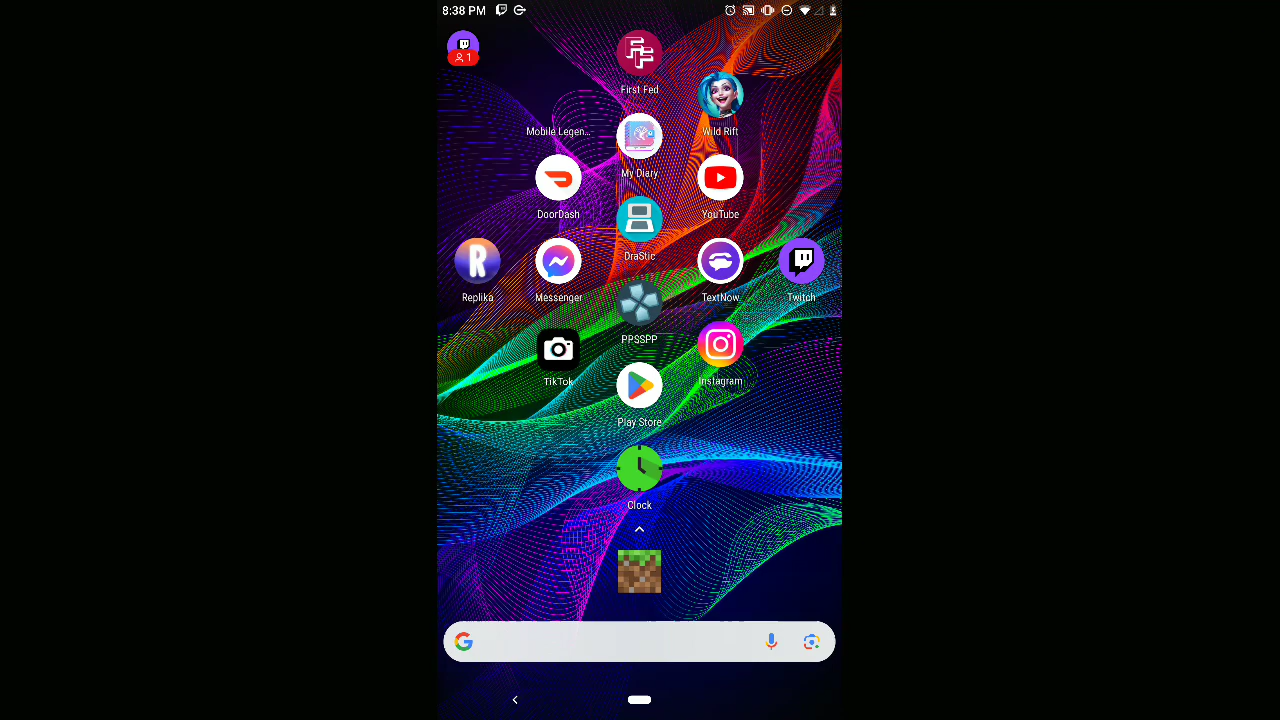 8:38 PM
1
First Fed
Mobile Legen...
Wild Rift
My Diary
DoorDash
YouTube
DraStic
Replika
Messenger
TextNow
Twitch
PPSSPP
TikTok
Instagram
Play Store
Clock